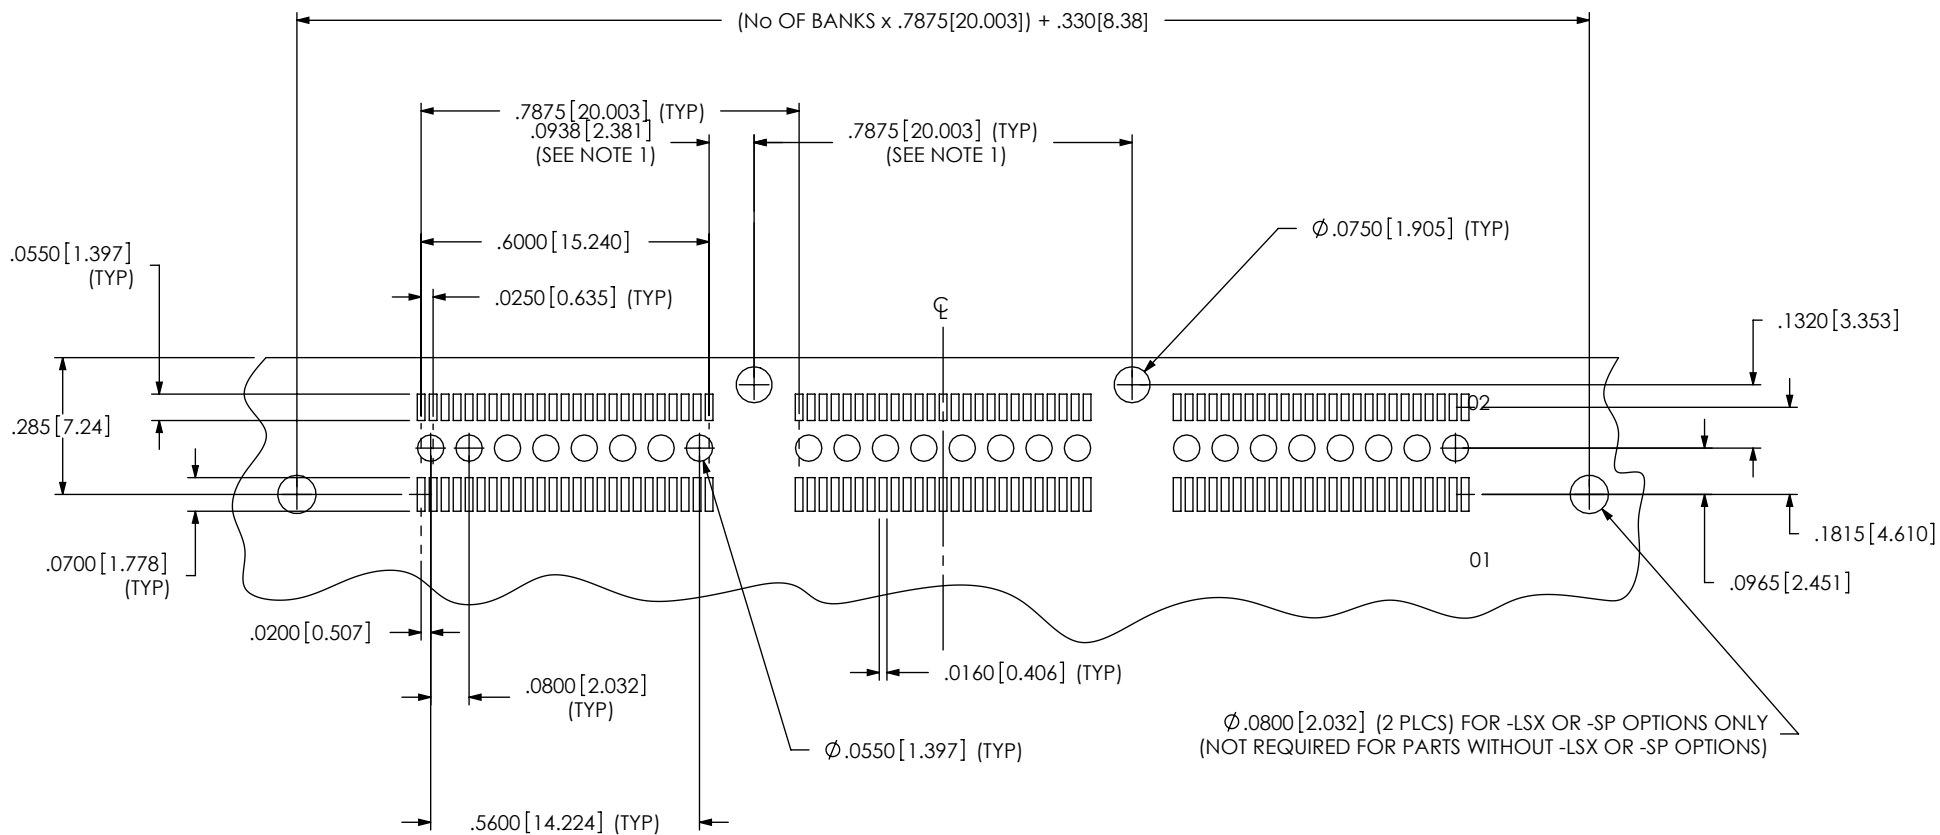 (No OF BANKS x .7875[20.003]) + .330[8.38]
.7875[20.003] (TYP)
.0938[2.381]
(SEE NOTE 1)
.7875[20.003] (TYP)
(SEE NOTE 1)
.6000[15.240]
Ø.0750[1.905] (TYP)
.0550[1.397]
(TYP)
.0250[0.635] (TYP)
℄
.1320[3.353]
02
.285[7.24]
.0700[1.778]
(TYP)
01
.1815[4.610]
.0965[2.451]
.0200[0.507]
.0160[0.406] (TYP)
.0800[2.032]
(TYP)
Ø.0800[2.032] (2 PLCS) FOR -LSX OR -SP OPTIONS ONLY
(NOT REQUIRED FOR PARTS WITHOUT -LSX OR -SP OPTIONS)
Ø.0550[1.397] (TYP)
.5600[14.224] (TYP)